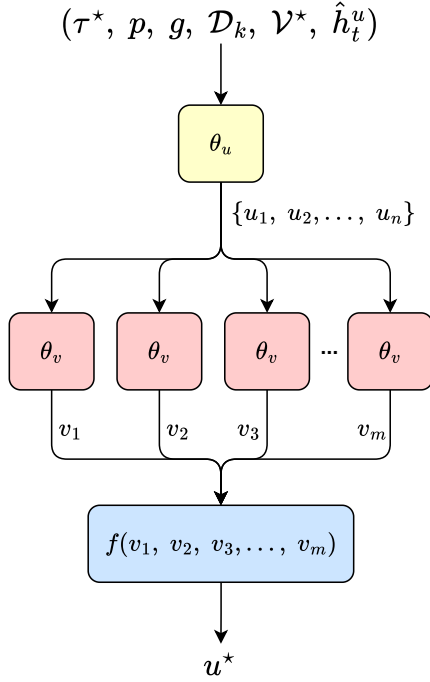 (τ*, p, g, 𝒟ₖ, 𝒱*, ĥₜᵘ)
θᵤ
{u₁, u₂,..., uₙ}
θᵥ θᵥ θᵥ ... θᵥ
v₁ v₂ v₃ vₘ
f(v₁, v₂, v₃,..., vₘ)
u*